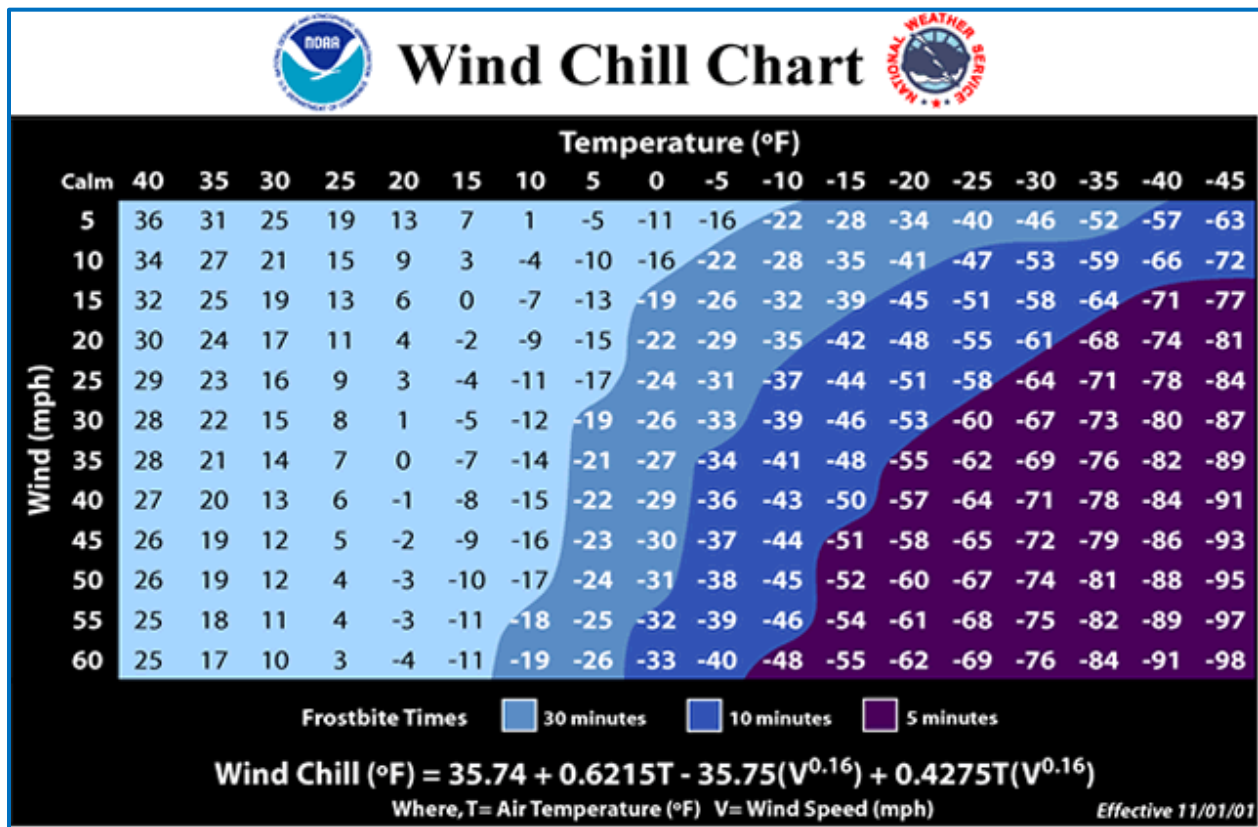 NOAA
NATIONAL OCEANIC AND ATMOSPHERIC ADMINISTRATION
U.S. DEPARTMENT OF COMMERCE
Wind Chill Chart
NATIONAL WEATHER SERVICE
Temperature (ºF)
Calm 40 35 30 25 20 15 10 5 0 -5 -10 -15 -20 -25 -30 -35 -40 -45
Wind (mph)
5 36 31 25 19 13 7 1 -5 -11 -16 -22 -28 -34 -40 -46 -52 -57 -63
10 34 27 21 15 9 3 -4 -10 -16 -22 -28 -35 -41 -47 -53 -59 -66 -72
15 32 25 19 13 6 0 -7 -13 -19 -26 -32 -39 -45 -51 -58 -64 -71 -77
20 30 24 17 11 4 -2 -9 -15 -22 -29 -35 -42 -48 -55 -61 -68 -74 -81
25 29 23 16 9 3 -4 -11 -17 -24 -31 -37 -44 -51 -58 -64 -71 -78 -84
30 28 22 15 8 1 -5 -12 -19 -26 -33 -39 -46 -53 -60 -67 -73 -80 -87
35 28 21 14 7 0 -7 -14 -21 -27 -34 -41 -48 -55 -62 -69 -76 -82 -89
40 27 20 13 6 -1 -8 -15 -22 -29 -36 -43 -50 -57 -64 -71 -78 -84 -91
45 26 19 12 5 -2 -9 -16 -23 -30 -37 -44 -51 -58 -65 -72 -79 -86 -93
50 26 19 12 4 -3 -10 -17 -24 -31 -38 -45 -52 -60 -67 -74 -81 -88 -95
55 25 18 11 4 -3 -11 -18 -25 -32 -39 -46 -54 -61 -68 -75 -82 -89 -97
60 25 17 10 3 -4 -11 -19 -26 -33 -40 -48 -55 -62 -69 -76 -84 -91 -98
Frostbite Times 30 minutes 10 minutes 5 minutes
Wind Chill (ºF) = 35.74 + 0.6215T - 35.75(V^0.16) + 0.4275T(V^0.16)
Where, T= Air Temperature (ºF) V= Wind Speed (mph)
Effective 11/01/01